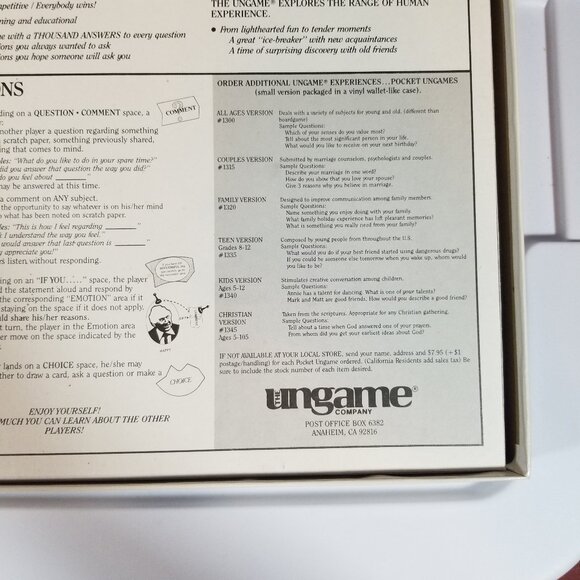 npetitive / Everybody wins!
ning and educational
e with a THOUSAND ANSWERS to every question
ions you always wanted to ask
tions you hope someone will ask you
THE UNGAME® EXPLORES THE RANGE OF HUMAN
EXPERIENCE.
• From lighthearted fun to tender moments
A great "ice-breaker" with new acquaintances
A time of surprising discovery with old friends
ONS
ding on a QUESTION • COMMENT space, a
r:
nother player a question regarding something
scratch paper, something previously shared,
ing that comes to mind.
les: "What do you like to do in your spare time?"
did you answer that question the way you did?"
do you feel about ________"
may be answered at this time.
a comment on ANY subject.
the opportunity to say whatever is on his/her mind
o what has been noted on scratch paper.
les: "This is how I feel regarding ________"
k I understand the way you feel."
would answer that last question is ________"
y appreciate you!"
rs listen without responding.
ing on an "IF YOU....." space, the player
d the statement aloud and respond by
the corresponding "EMOTION" area if it
staying on the space if it does not apply.
ould share his/her reasons.
t turn, the player in the Emotion area
er move on the space indicated by the
lands on a CHOICE space, he/she may
ther to draw a card, ask a question or make a
ENJOY YOURSELF!
MUCH YOU CAN LEARN ABOUT THE OTHER
PLAYERS!
COMMENT
HAPPY
CHOICE
ORDER ADDITIONAL UNGAME® EXPERIENCES...POCKET UNGAMES
(small version packaged in a vinyl wallet-like case).
ALL AGES VERSION
#1300
Deals with a variety of subjects for young and old. (different than
boardgame)
Sample Questions:
Which of your senses do you value most?
Tell about the most significant person in your life.
What would you like to receive on your next birthday?
COUPLES VERSION
#1315
Submitted by marriage counselors, psychologists and couples.
Sample Questions:
Describe your marriage in one word?
How do you show that you love your spouse?
Give 3 reasons why you believe in marriage.
FAMILY VERSION
#1320
Designed to improve communication among family members.
Sample Questions:
Name something you enjoy doing with your family.
What family holiday experience has left pleasant memories?
What is something you really need from your family?
TEEN VERSION
Grades 8-12
#1335
Composed by young people from throughout the U.S.
Sample Questions:
What would you do if your best friend started using dangerous drugs?
If you could be someone else tomorrow when you wake up, whom would
you like to be?
KIDS VERSION
Ages 5-12
#1340
Stimulates creative conversation among children.
Sample Questions:
Annie has a talent for dancing. What is one of your talents?
Mark and Matt are good friends. How would you describe a good friend?
CHRISTIAN
VERSION
#1345
Ages 5-105
Taken from the scriptures. Appropriate for any Christian gathering.
Sample Questions:
Tell about a time when God answered one of your prayers.
From whom did you get your earliest ideas about God?
IF NOT AVAILABLE AT YOUR LOCAL STORE, send your name, address and $7.95 (+$1
postage/handling) for each Pocket Ungame ordered. (California Residents add sales tax) Be
sure to include the stock number of each item desired.
THE ungame®
COMPANY
POST OFFICE BOX 6382
ANAHEIM, CA 92816